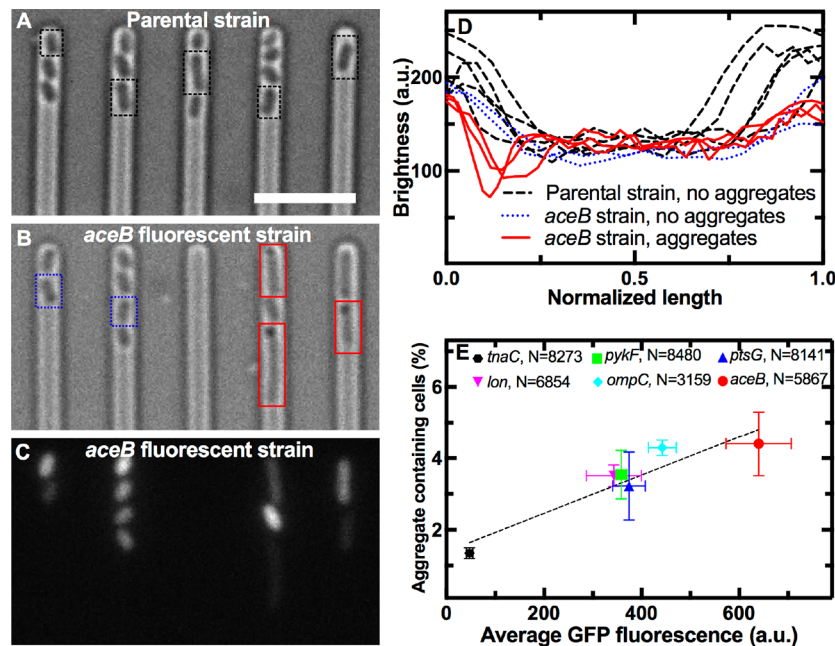 A Parental strain
B aceB fluorescent strain
C aceB fluorescent strain
D
Brightness (a.u.)
200
100
Parental strain, no aggregates
aceB strain, no aggregates
aceB strain, aggregates
0.0 0.5 1.0
Normalized length
E
tnaC, N=8273 pykF, N=8480 ptsG, N=8141
lon, N=6854 ompC, N=3159 aceB, N=5867
Aggregate containing cells (%)
6
4
2
0 200 400 600
Average GFP fluorescence (a.u.)